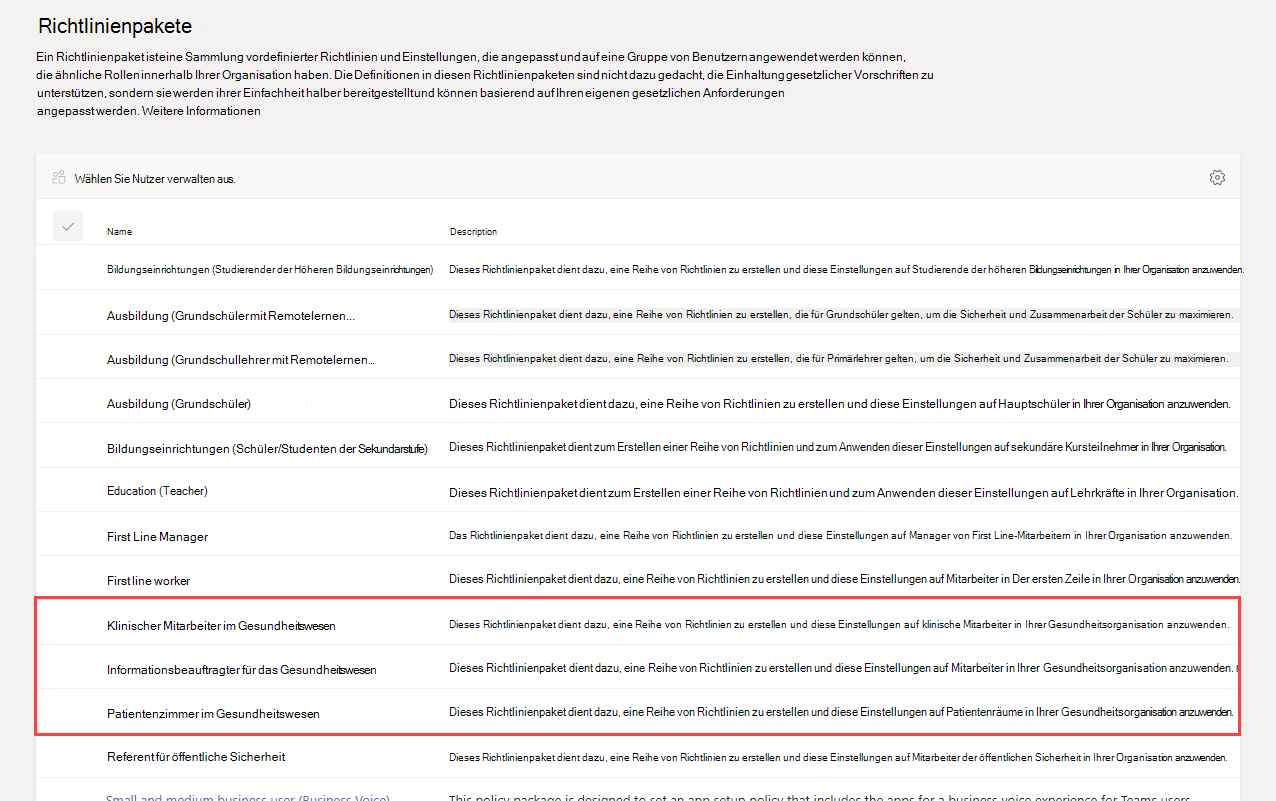 Richtlinienpakete
Ein Richtlinienpaket isteine Sammlung vordefinierter Richtlinien und Einstellungen, die angepasst und auf eine Gruppe von Benutzern angewendet werden können,
die ähnliche Rollen innerhalb Ihrer Organisation haben. Die Definitionen in diesen Richtlinienpaketen sind nicht dazu gedacht, die Einhaltung gesetzlicher Vorschriften zu
unterstützen, sondern sie werden ihrer Einfachheit halber bereitgestellt und können basierend auf Ihren eigenen gesetzlichen Anforderungen
angepasst werden. Weitere Informationen
Wählen Sie Nutzer verwalten aus.
Name Description
Bildungseinrichtungen (Studierender der Höheren Bildungseinrichtungen) Dieses Richtlinienpaket dient dazu, eine Reihe von Richtlinien zu erstellen und diese Einstellungen auf Studierende der höheren Bildungseinrichtungen in Ihrer Organisation anzuwenden.
Ausbildung (Grundschüler mit Remotelernen... Dieses Richtlinienpaket dient dazu, eine Reihe von Richtlinien zu erstellen, die für Grundschüler gelten, um die Sicherheit und Zusammenarbeit der Schüler zu maximieren.
Ausbildung (Grundschullehrer mit Remotelernen... Dieses Richtlinienpaket dient dazu, eine Reihe von Richtlinien zu erstellen, die für Primärlehrer gelten, um die Sicherheit und Zusammenarbeit der Schüler zu maximieren.
Ausbildung (Grundschüler) Dieses Richtlinienpaket dient dazu, eine Reihe von Richtlinien zu erstellen und diese Einstellungen auf Hauptschüler in Ihrer Organisation anzuwenden.
Bildungseinrichtungen (Schüler/Studenten der Sekundarstufe) Dieses Richtlinienpaket dient zum Erstellen einer Reihe von Richtlinien und zum Anwenden dieser Einstellungen auf sekundäre Kursteilnehmer in Ihrer Organisation.
Education (Teacher) Dieses Richtlinienpaket dient zum Erstellen einer Reihe von Richtlinien und zum Anwenden dieser Einstellungen auf Lehrkräfte in Ihrer Organisation.
First Line Manager Das Richtlinienpaket dient dazu, eine Reihe von Richtlinien zu erstellen und diese Einstellungen auf Manager von First Line-Mitarbeitern in Ihrer Organisation anzuwenden.
First line worker Dieses Richtlinienpaket dient dazu, eine Reihe von Richtlinien zu erstellen und diese Einstellungen auf Mitarbeiter in Der ersten Zeile in Ihrer Organisation anzuwenden.
Klinischer Mitarbeiter im Gesundheitswesen Dieses Richtlinienpaket dient dazu, eine Reihe von Richtlinien zu erstellen und diese Einstellungen auf klinische Mitarbeiter in Ihrer Gesundheitsorganisation anzuwenden.
Informationsbeauftragter für das Gesundheitswesen Dieses Richtlinienpaket dient dazu, eine Reihe von Richtlinien zu erstellen und diese Einstellungen auf Mitarbeiter in Ihrer Gesundheitsorganisation anzuwenden.
Patientenzimmer im Gesundheitswesen Dieses Richtlinienpaket dient dazu, eine Reihe von Richtlinien zu erstellen und diese Einstellungen auf Patientenräume in Ihrer Gesundheitsorganisation anzuwenden.
Referent für öffentliche Sicherheit Dieses Richtlinienpaket dient dazu, eine Reihe von Richtlinien zu erstellen und diese Einstellungen auf Mitarbeiter der öffentlichen Sicherheit in Ihrer Organisation anzuwenden.
Small and medium business user (Business Voice) This policy package is designed to set an app setup policy that includes the apps for a business voice experience for Teams users